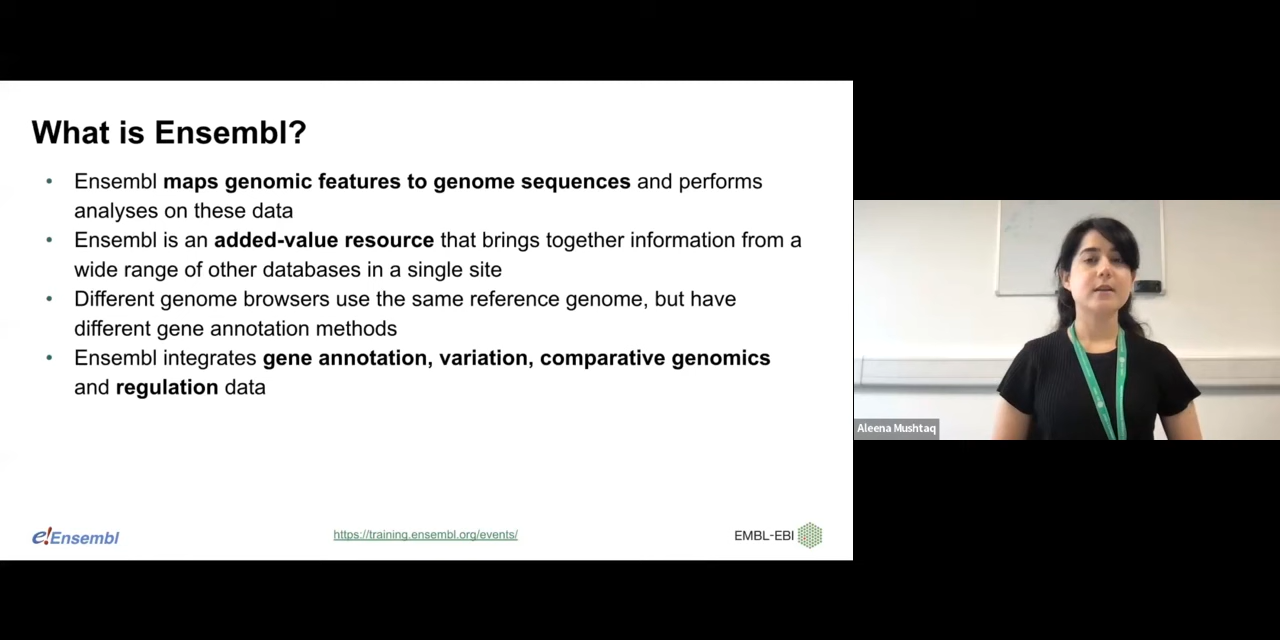 What is Ensembl?
• Ensembl maps genomic features to genome sequences and performs
analyses on these data
• Ensembl is an added-value resource that brings together information from a
wide range of other databases in a single site
• Different genome browsers use the same reference genome, but have
different gene annotation methods
• Ensembl integrates gene annotation, variation, comparative genomics
and regulation data
Aleena Mushtaq
e!Ensembl
https://training.ensembl.org/events/
EMBL-EBI